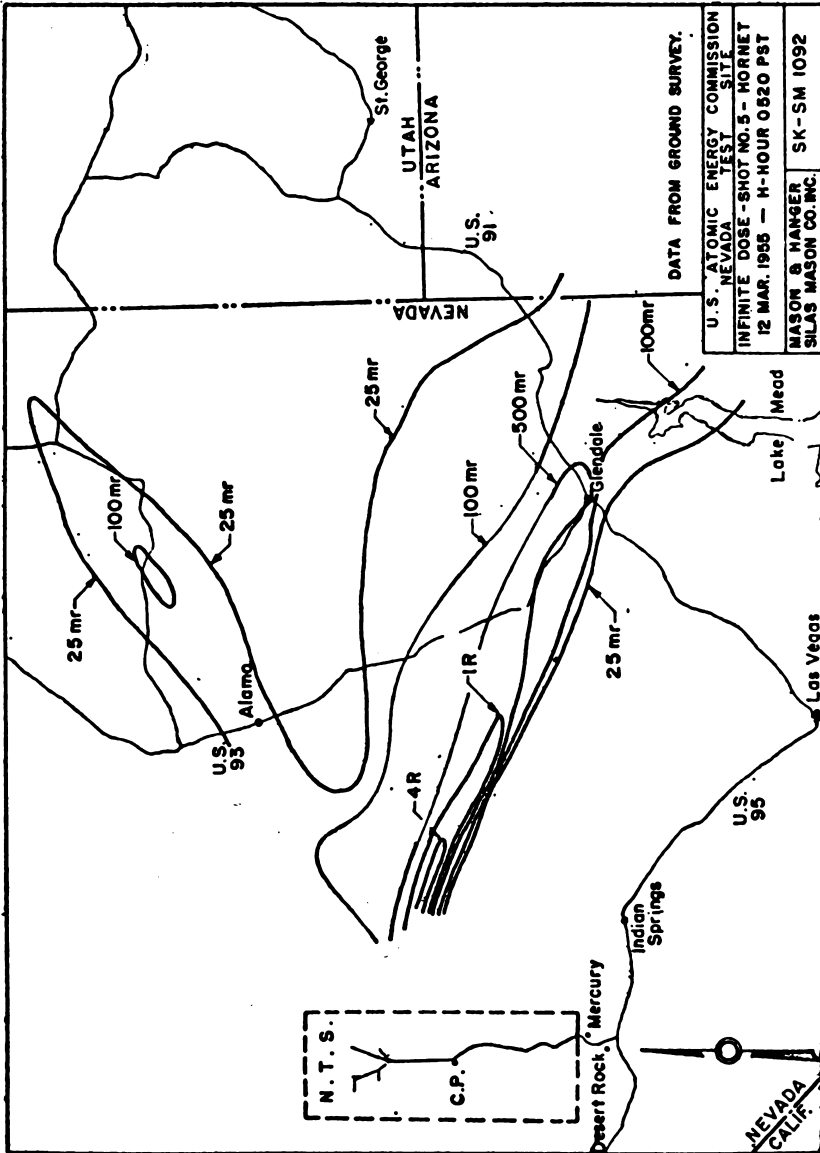 St. George
UTAH
ARIZONA
U.S.
91
NEVADA
25 mr
100 mr
25 mr
25 mr
Alamo
U.S.
93
100 mr
500 mr
1R
4R
Glendale
100 mr
25 mr
Lake Mead
Las Vegas
U.S.
95
Indian
Springs
N. T. S.
C.P.
Mercury
Desert Rock
NEVADA
CALIF.
DATA FROM GROUND SURVEY.
U.S. ATOMIC ENERGY COMMISSION
NEVADA TEST SITE
INFINITE DOSE - SHOT NO. 5 - HORNET
12 MAR. 1955 — H-HOUR 0520 PST
MASON & HANGER
SILAS MASON CO. INC.
SK-SM 1092